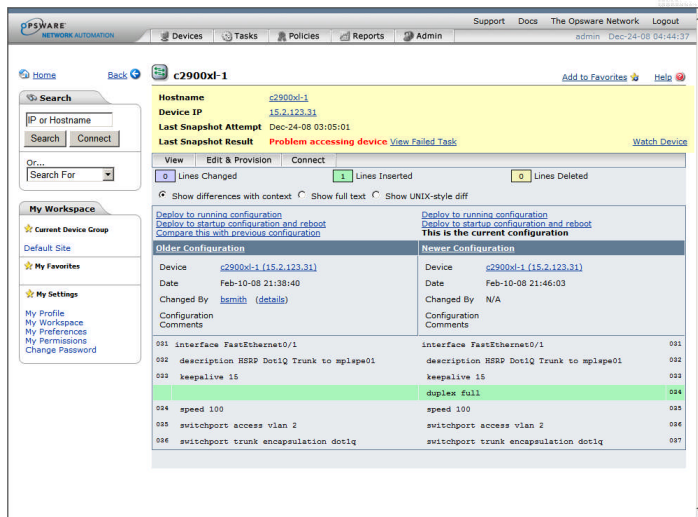 OPSWARE
NETWORK AUTOMATION
Support Docs The Opsware Network Logout
Devices Tasks Policies Reports Admin
admin Dec-24-08 04:44:37
Home Back
c2900xl-1
Add to Favorites Help
Search
IP or Hostname
Search Connect
Or...
Search For
My Workspace
Current Device Group
Default Site
My Favorites
My Settings
My Profile
My Workspace
My Preferences
My Permissions
Change Password
Hostname c2900xl-1
Device IP 15.2.123.31
Last Snapshot Attempt Dec-24-08 03:05:01
Last Snapshot Result Problem accessing device View Failed Task Watch Device
View Edit & Provision Connect
0 Lines Changed 1 Lines Inserted 0 Lines Deleted
Show differences with context Show full text Show UNIX-style diff
Deploy to running configuration Deploy to running configuration
Deploy to startup configuration and reboot Deploy to startup configuration and reboot
Compare this with previous configuration This is the current configuration
Older Configuration Newer Configuration
Device c2900xl-1 (15.2.123.31) Device c2900xl-1 (15.2.123.31)
Date Feb-10-08 21:38:40 Date Feb-10-08 21:46:03
Changed By bsmith (details) Changed By N/A
Configuration Comments Configuration Comments
031 interface FastEthernet0/1 interface FastEthernet0/1 031
032 description HSRP Dot1Q Trunk to mplspe01 description HSRP Dot1Q Trunk to mplspe01 032
033 keepalive 15 keepalive 15 033
duplex full 034
034 speed 100 speed 100 035
035 switchport access vlan 2 switchport access vlan 2 036
036 switchport trunk encapsulation dot1q switchport trunk encapsulation dot1q 037